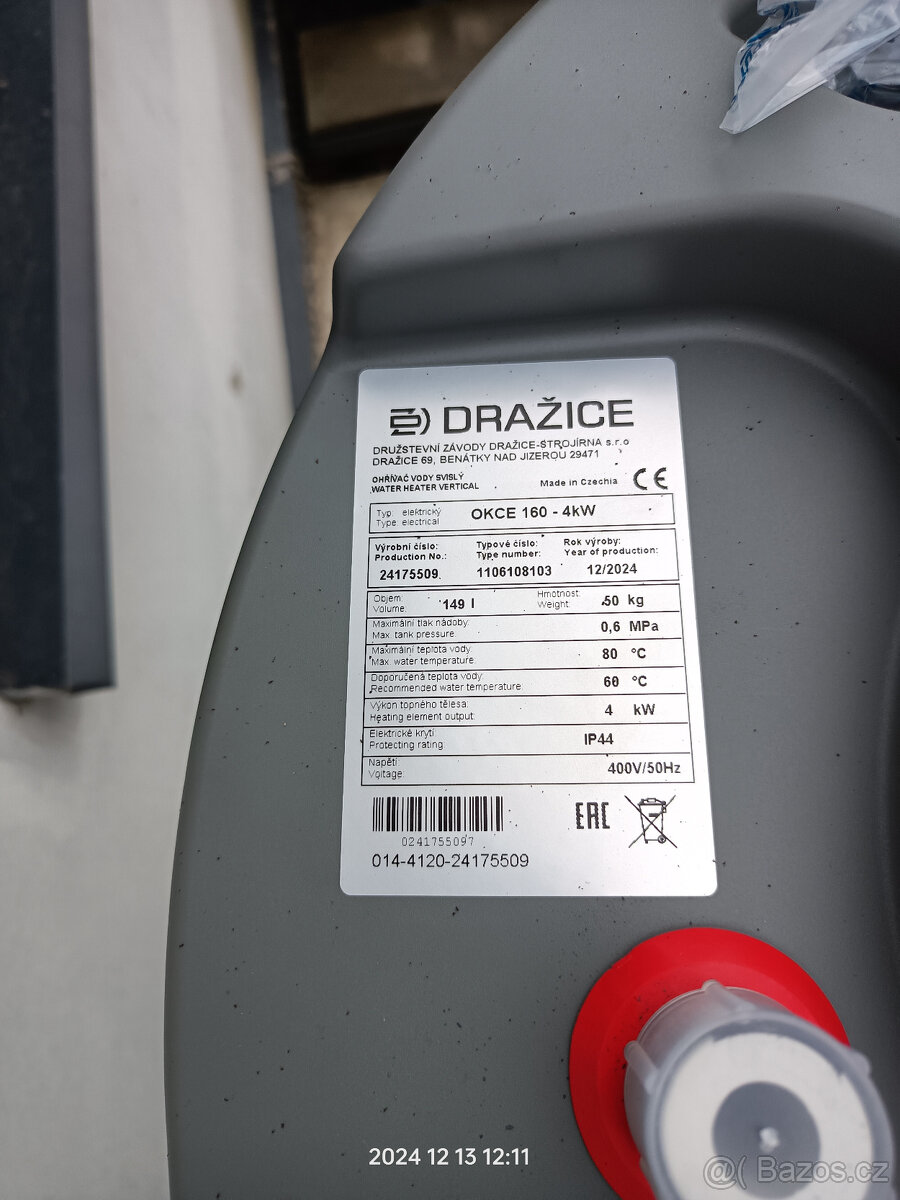 DRAŽICE
DRUŽSTEVNÍ ZÁVODY DRAŽICE-STROJÍRNA s.r.o
DRAŽICE 69, BENÁTKY NAD JIZEROU 29471
OHŘÍVAČ VODY SVISLÝ
WATER HEATER VERTICAL
Made in Czechia CE
Typ: elektrický
Type: electrical
OKCE 160 - 4kW
Výrobní číslo: Typové číslo: Rok výroby:
Production No.: Type number: Year of production:
24175509. 1106108103 12/2024
Objem: Hmotnost:
Volume: 149 l Weight: 50 kg
Maximální tlak nádoby:
Max. tank pressure: 0,6 MPa
Maximální teplota vody:
Max. water temperature: 80 °C
Doporučená teplota vody:
Recommended water temperature: 60 °C
Výkon topného tělesa:
Heating element output: 4 kW
Elektrické krytí:
Protecting rating: IP44
Napětí:
Voltage: 400V/50Hz
EAC
0241755097
014-4120-24175509
2024 12 13 12:11
@( Bazos.cz